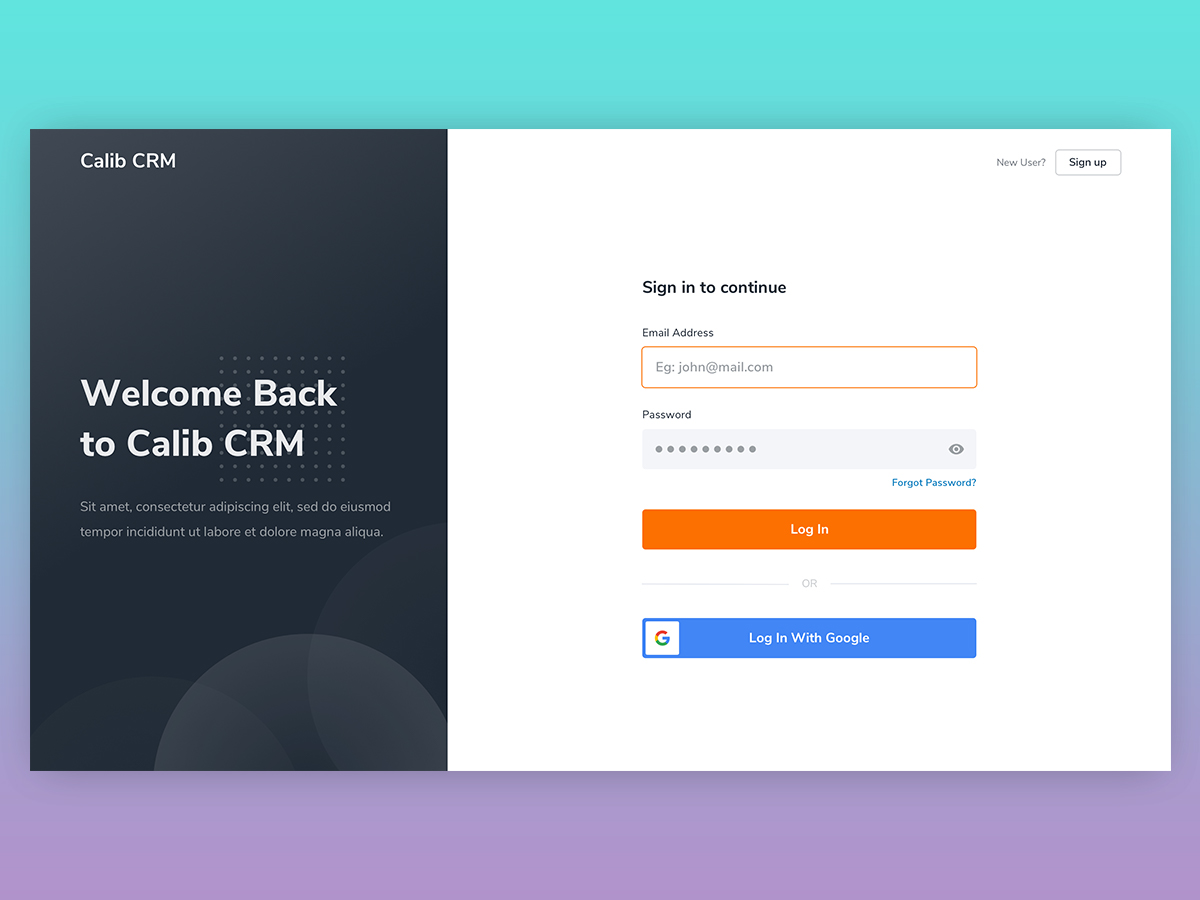 Calib CRM
Welcome Back
to Calib CRM
Sit amet, consectetur adipiscing elit, sed do eiusmod
tempor incididunt ut labore et dolore magna aliqua.
New User?
Sign up
Sign in to continue
Email Address
Eg: john@mail.com
Password
Forgot Password?
Log In
OR
G
Log In With Google